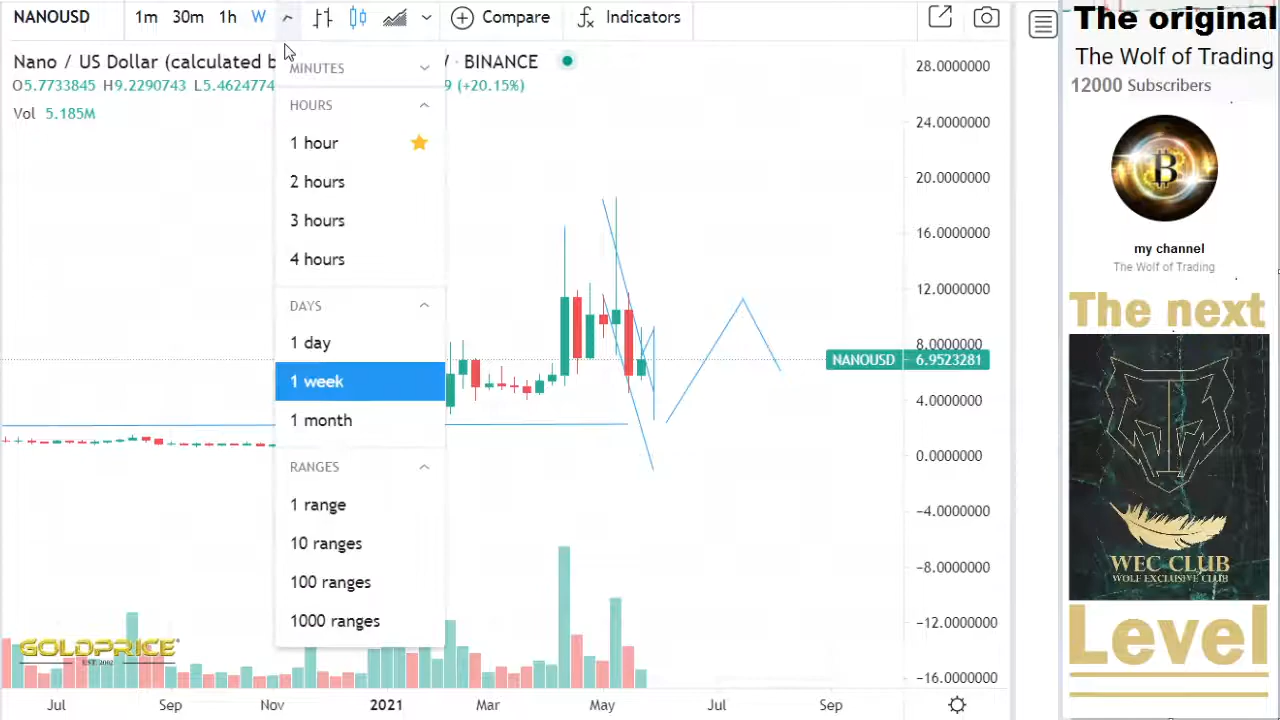 NANOUSD 1m 30m 1h W Compare Indicators
Nano / US Dollar (calculated b
· BINANCE
O5.7733845 H9.2290743 L5.4624774
9 (+20.15%)
Vol 5.185M
MINUTES
HOURS
1 hour
2 hours
3 hours
4 hours
DAYS
1 day
1 week
1 month
RANGES
1 range
10 ranges
100 ranges
1000 ranges
28.0000000
24.0000000
20.0000000
16.0000000
12.0000000
8.0000000
NANOUSD 6.9523281
4.0000000
0.0000000
−4.0000000
−8.0000000
−12.0000000
−16.0000000
GOLDPRICE
EST. 2002
Jul Sep Nov 2021 Mar May Jul Sep
The original
The Wolf of Trading
12000 Subscribers
B
my channel
The Wolf of Trading
The next
WEC CLUB
WOLF EXCLUSIVE CLUB
Level